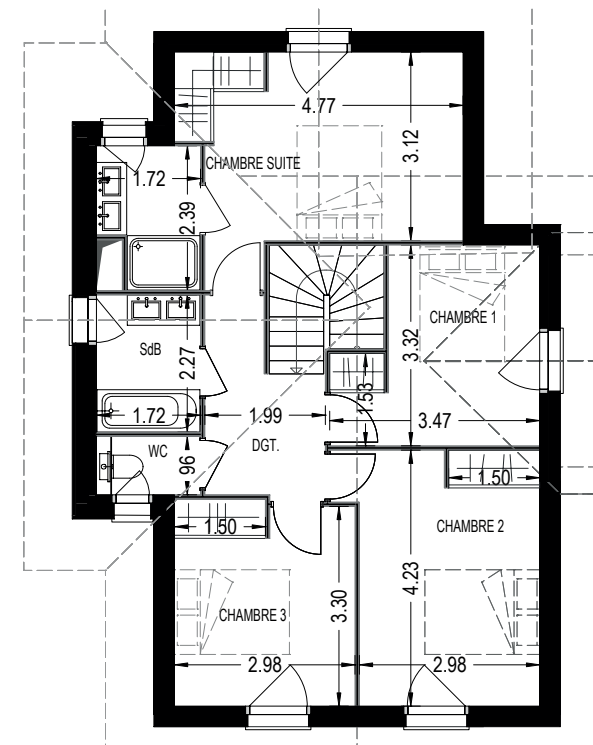 4.77
3.12
CHAMBRE SUITE
1.72
2.39
CHAMBRE 1
3.32
SdB
2.27
1.53
1.72
1.99
3.47
DGT.
WC
96
1.50
1.50
CHAMBRE 2
4.23
CHAMBRE 3
3.30
2.98
2.98